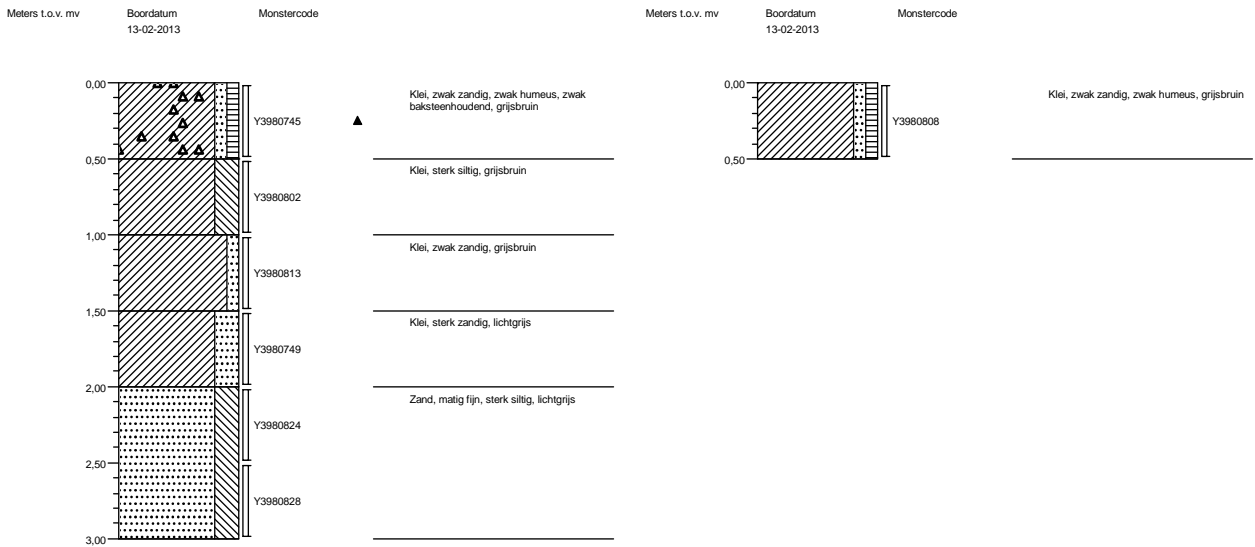 Meters t.o.v. mv
Boordatum
13-02-2013
Monstercode
0,00
Y3980745
Klei, zwak zandig, zwak humeus, zwak
baksteenhoudend, grijsbruin
0,50
Y3980802
Klei, sterk siltig, grijsbruin
1,00
Y3980813
Klei, zwak zandig, grijsbruin
1,50
Y3980749
Klei, sterk zandig, lichtgrijs
2,00
Y3980824
Zand, matig fijn, sterk siltig, lichtgrijs
2,50
Y3980828
3,00
Meters t.o.v. mv
Boordatum
13-02-2013
Monstercode
0,00
Y3980808
Klei, zwak zandig, zwak humeus, grijsbruin
0,50